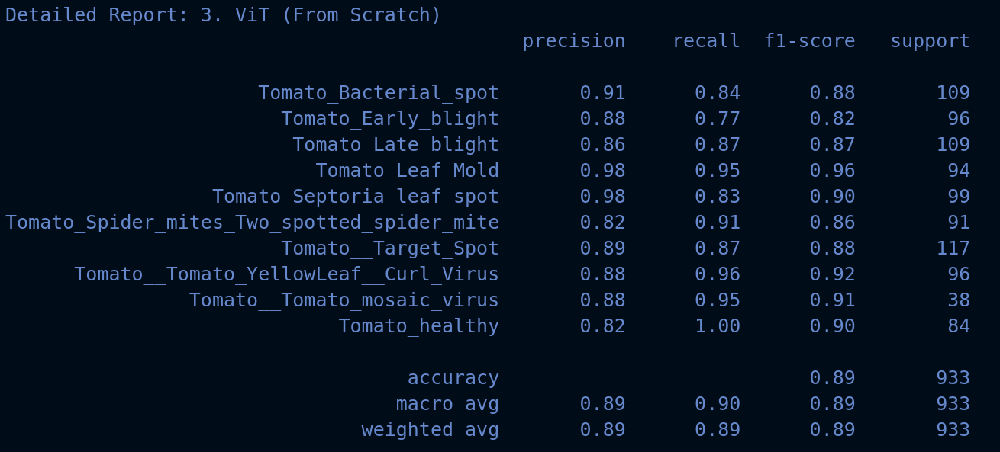 Detailed Report: 3. ViT (From Scratch)
precision recall f1-score support
Tomato_Bacterial_spot 0.91 0.84 0.88 109
Tomato_Early_blight 0.88 0.77 0.82 96
Tomato_Late_blight 0.86 0.87 0.87 109
Tomato_Leaf_Mold 0.98 0.95 0.96 94
Tomato_Septoria_leaf_spot 0.98 0.83 0.90 99
Tomato_Spider_mites_Two_spotted_spider_mite 0.82 0.91 0.86 91
Tomato__Target_Spot 0.89 0.87 0.88 117
Tomato__Tomato_YellowLeaf__Curl_Virus 0.88 0.96 0.92 96
Tomato__Tomato_mosaic_virus 0.88 0.95 0.91 38
Tomato_healthy 0.82 1.00 0.90 84
accuracy 0.89 933
macro avg 0.89 0.90 0.89 933
weighted avg 0.89 0.89 0.89 933